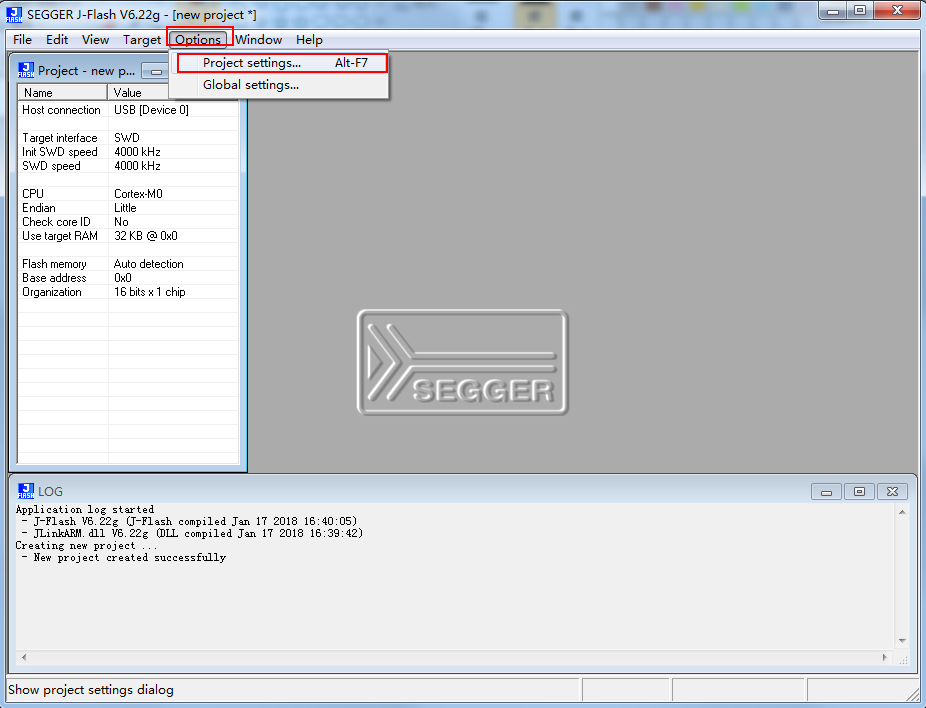 SEGGER J-Flash V6.22g - [new project *]
File Edit View Target Options Window Help
Project settings... Alt-F7
Global settings...
Project - new p...
Name Value
Host connection USB [Device 0]
Target interface SWD
Init SWD speed 4000 kHz
SWD speed 4000 kHz
CPU Cortex-M0
Endian Little
Check core ID No
Use target RAM 32 KB @ 0x0
Flash memory Auto detection
Base address 0x0
Organization 16 bits x 1 chip
SEGGER
LOG
Application log started
- J-Flash V6.22g (J-Flash compiled Jan 17 2018 16:40:05)
- JLinkARM.dll V6.22g (DLL compiled Jan 17 2018 16:39:42)
Creating new project ...
- New project created successfully
Show project settings dialog